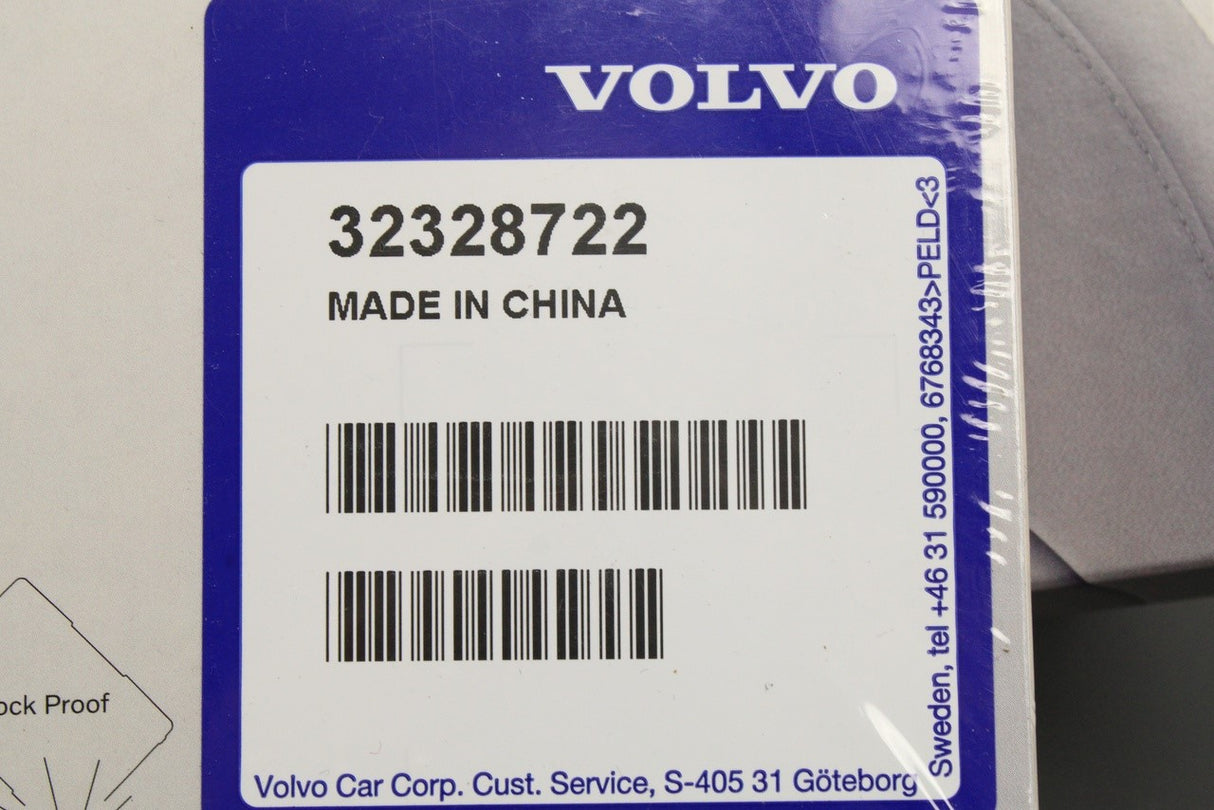 VOLVO
32328722
MADE IN CHINA
Volvo Car Corp. Cust. Service, S-405 31 Göteborg
Sweden, tel +46 31 590000, 6768343>PELD<3
Proof